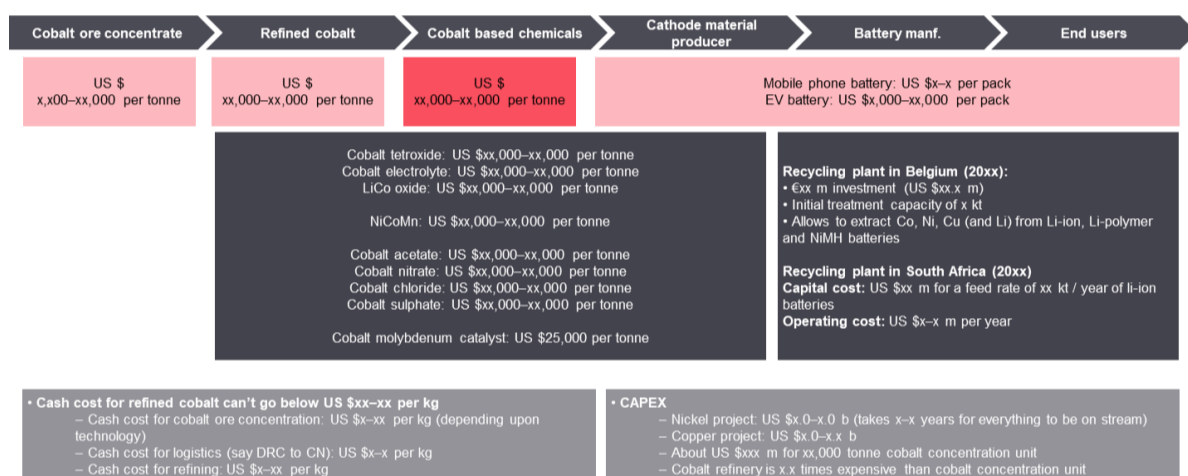 Cobalt ore concentrate
Refined cobalt
Cobalt based chemicals
Cathode material
producer
Battery manf.
End users
US $
x,x00–xx,000 per tonne
US $
xx,000–xx,000 per tonne
US $
xx,000–xx,000 per tonne
Mobile phone battery: US $x–x per pack
EV battery: US $x,000–xx,000 per pack
Cobalt tetroxide: US $xx,000–xx,000 per tonne
Cobalt electrolyte: US $xx,000–xx,000 per tonne
LiCo oxide: US $xx,000–xx,000 per tonne
NiCoMn: US $xx,000–xx,000 per tonne
Cobalt acetate: US $xx,000–xx,000 per tonne
Cobalt nitrate: US $xx,000–xx,000 per tonne
Cobalt chloride: US $xx,000–xx,000 per tonne
Cobalt sulphate: US $xx,000–xx,000 per tonne
Cobalt molybdenum catalyst: US $25,000 per tonne
Recycling plant in Belgium (20xx):
• €xx m investment (US $xx.x m)
• Initial treatment capacity of x kt
• Allows to extract Co, Ni, Cu (and Li) from Li-ion, Li-polymer
and NiMH batteries
Recycling plant in South Africa (20xx)
Capital cost: US $xx m for a feed rate of xx kt / year of li-ion
batteries
Operating cost: US $x–x m per year
• Cash cost for refined cobalt can't go below US $xx–xx per kg
– Cash cost for cobalt ore concentration: US $x–xx per kg (depending upon
technology)
– Cash cost for logistics (say DRC to CN): US $x–x per kg
– Cash cost for refining: US $x–xx per kg
• CAPEX
– Nickel project: US $x.0–x.0 b (takes x–x years for everything to be on stream)
– Copper project: US $x.0–x.x b
– About US $xxx m for xx,000 tonne cobalt concentration unit
– Cobalt refinery is x.x times expensive than cobalt concentration unit